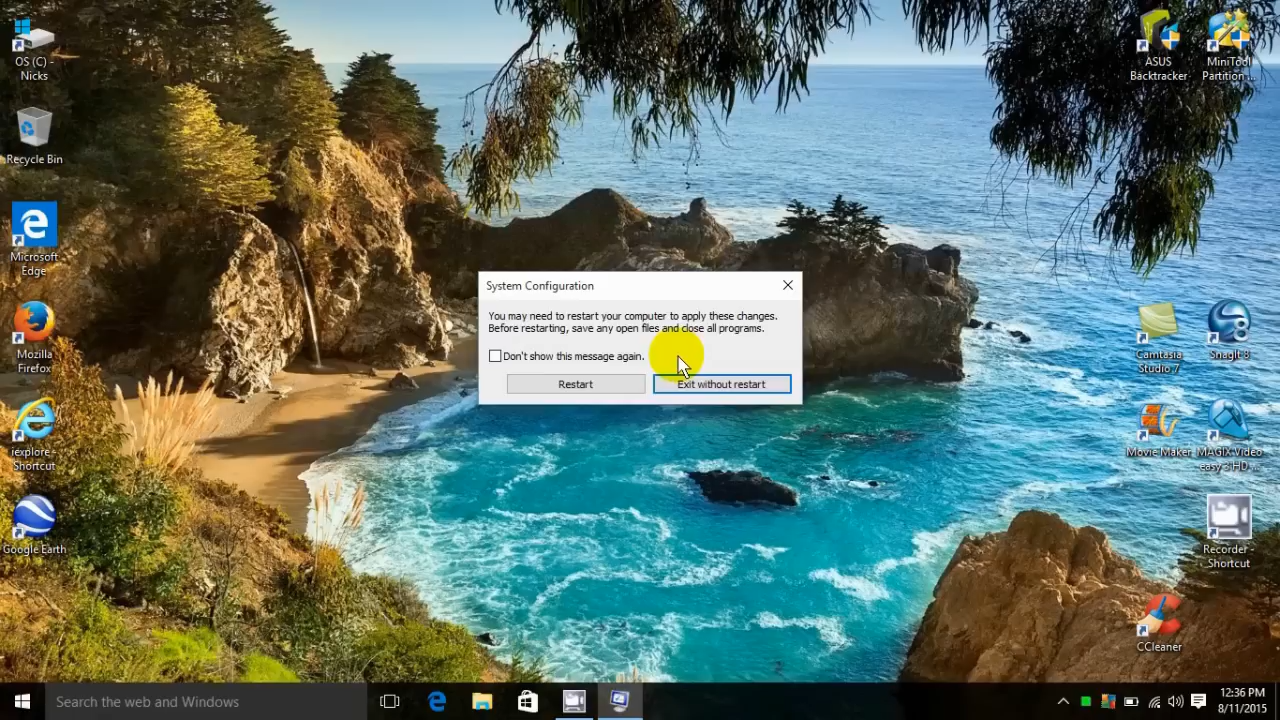 OS (C) -
Nicks
Recycle Bin
Microsoft
Edge
Mozilla
Firefox
iexplore -
Shortcut
Google Earth
ASUS
Backtracker
MiniTool
Partition ...
System Configuration
You may need to restart your computer to apply these changes.
Before restarting, save any open files and close all programs.
Don't show this message again.
Restart
Exit without restart
Camtasia
Studio 7
SnagIt 8
Movie Maker
MAGIX Video
easy 3 HD ...
Recorder -
Shortcut
CCleaner
Search the web and Windows
12:36 PM
8/11/2015